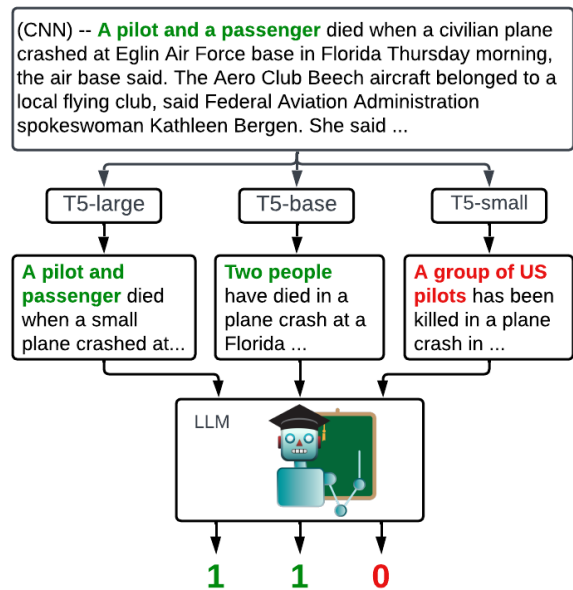 (CNN) -- A pilot and a passenger died when a civilian plane
crashed at Eglin Air Force base in Florida Thursday morning,
the air base said. The Aero Club Beech aircraft belonged to a
local flying club, said Federal Aviation Administration
spokeswoman Kathleen Bergen. She said ...
T5-large
T5-base
T5-small
A pilot and
passenger died
when a small
plane crashed at...
Two people
have died in a
plane crash at a
Florida ...
A group of US
pilots has been
killed in a plane
crash in ...
LLM
1
1
0